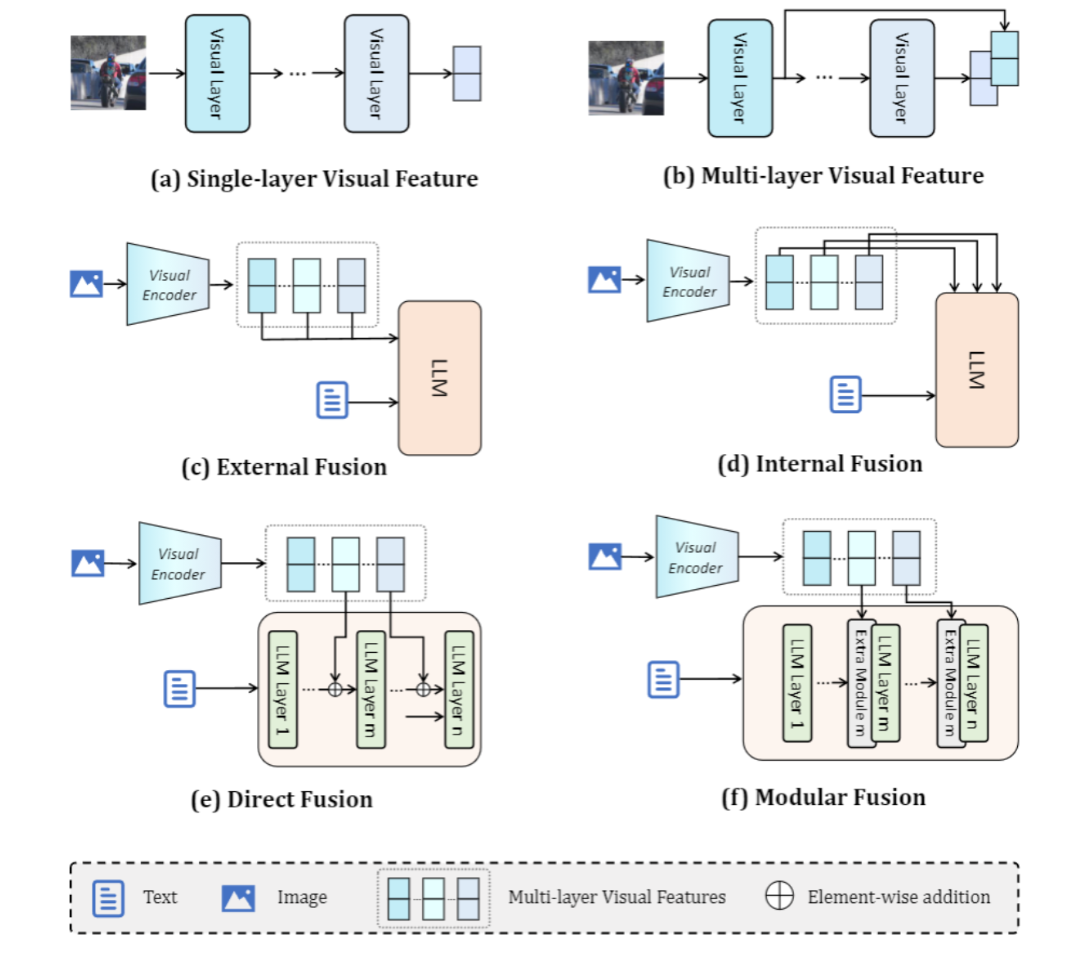 Visual Layer
...
Visual Layer
(a) Single-layer Visual Feature
Visual Layer
...
Visual Layer
(b) Multi-layer Visual Feature
Visual
Encoder
LLM
(c) External Fusion
Visual
Encoder
LLM
(d) Internal Fusion
Visual
Encoder
LLM Layer 1
LLM Layer m
LLM Layer n
(e) Direct Fusion
Visual
Encoder
LLM Layer 1
Extra Module m
LLM Layer m
Extra Module m
LLM Layer n
(f) Modular Fusion
Text
Image
Multi-layer Visual Features
Element-wise addition